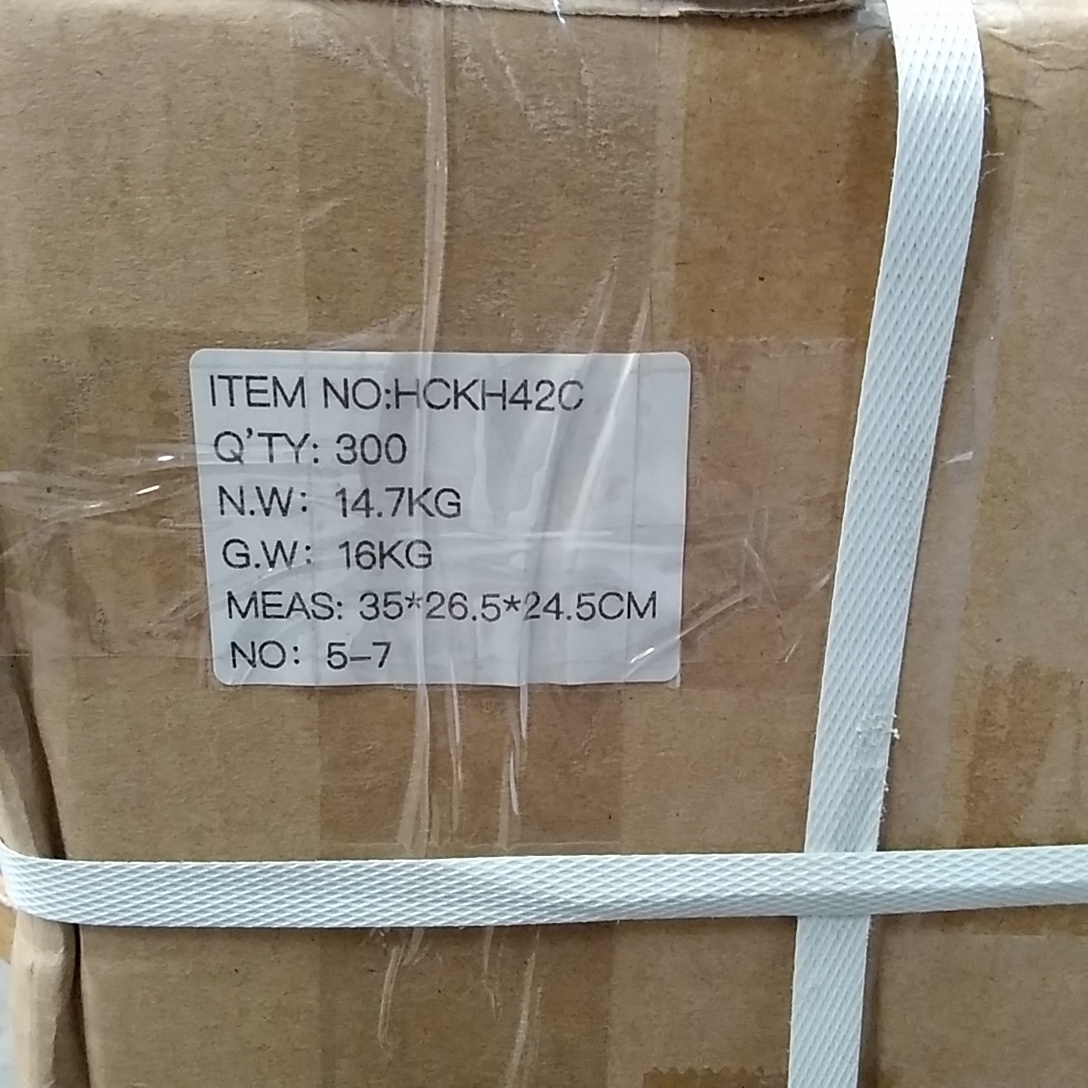 ITEM NO:HCKH42C
Q'TY: 300
N.W: 14.7KG
G.W: 16KG
MEAS: 35*26.5*24.5CM
NO: 5-7